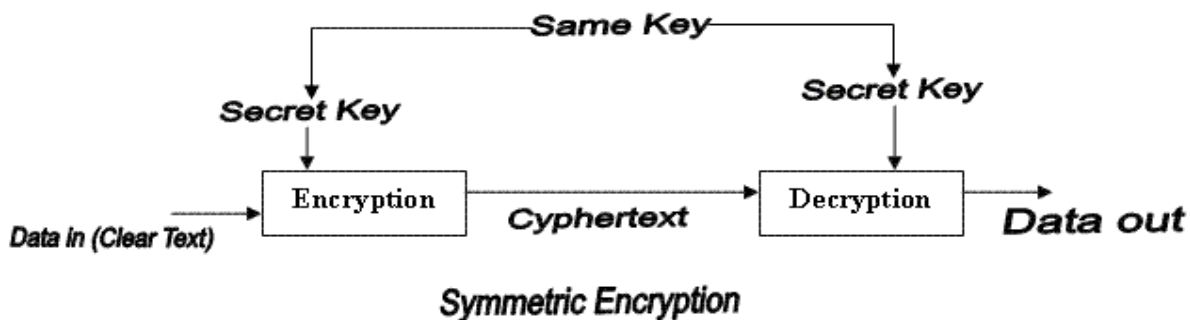 Same Key
Secret Key
Secret Key
Encryption
Decryption
Cyphertext
Data in (Clear Text)
Data out
Symmetric Encryption